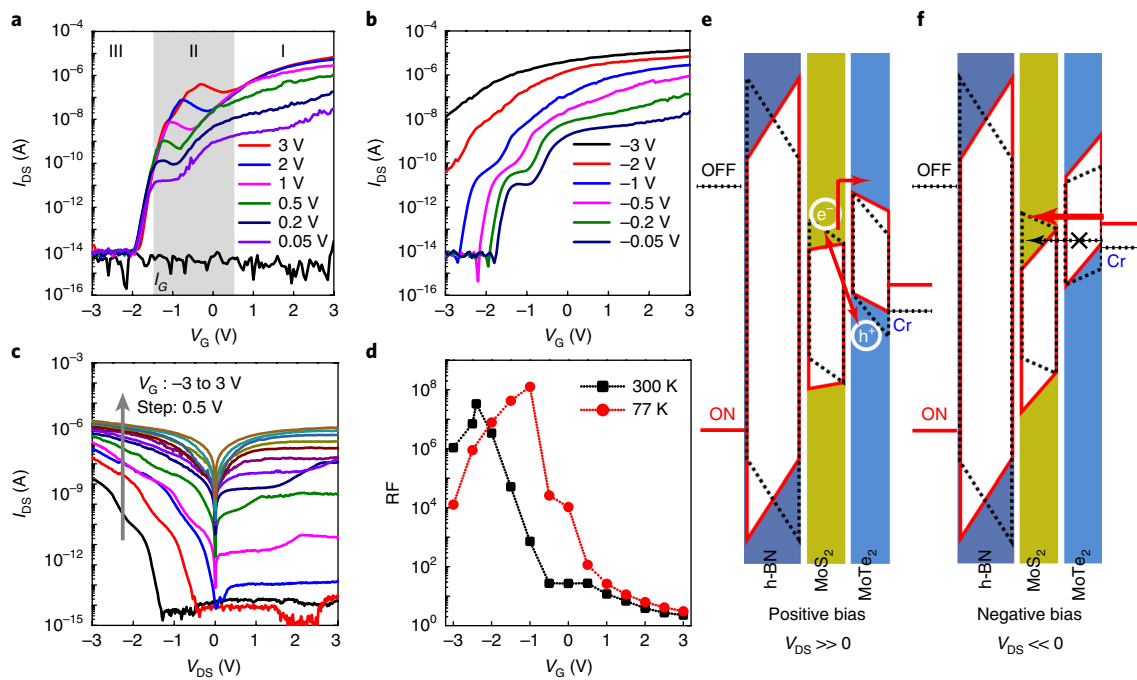 a
I_DS (A)
10⁻⁴
10⁻⁶
10⁻⁸
10⁻¹⁰
10⁻¹²
10⁻¹⁴
10⁻¹⁶
III
II
I
3 V
2 V
1 V
0.5 V
0.2 V
0.05 V
I_G
−3 −2 −1 0 1 2 3
V_G (V)
b
I_DS (A)
10⁻⁴
10⁻⁶
10⁻⁸
10⁻¹⁰
10⁻¹²
10⁻¹⁴
10⁻¹⁶
−3 V
−2 V
−1 V
−0.5 V
−0.2 V
−0.05 V
−3 −2 −1 0 1 2 3
V_G (V)
c
I_DS (A)
10⁻³
10⁻⁶
10⁻⁹
10⁻¹²
10⁻¹⁵
V_G : −3 to 3 V
Step: 0.5 V
−3 −2 −1 0 1 2 3
V_DS (V)
d
RF
10⁸
10⁶
10⁴
10²
10⁰
300 K
77 K
−3 −2 −1 0 1 2 3
V_G (V)
e
OFF
ON
e⁻
h⁺
Cr
h-BN
MoS₂
MoTe₂
Positive bias
V_DS >> 0
f
OFF
ON
Cr
h-BN
MoS₂
MoTe₂
Negative bias
V_DS << 0